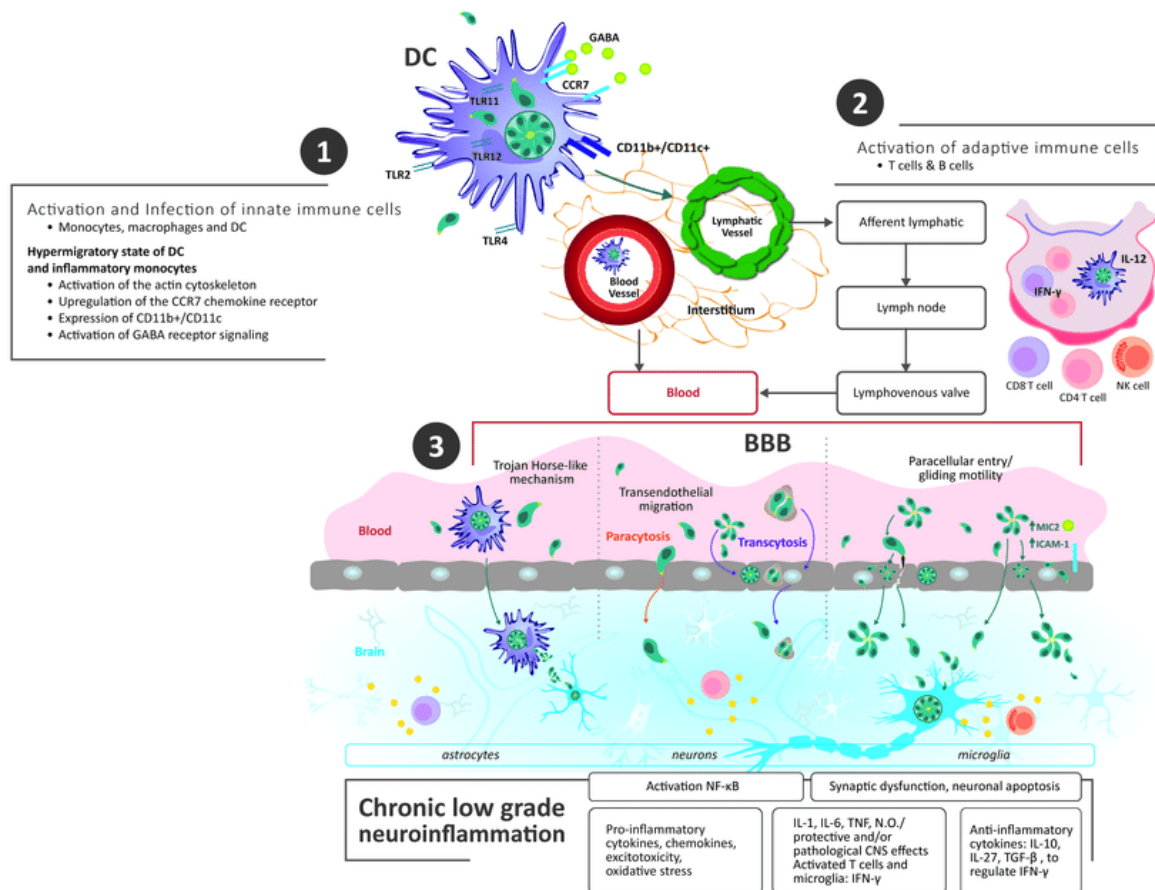 DC
GABA
CCR7
TLR11
TLR12
TLR2
TLR4
CD11b+/CD11c+
1
Activation and Infection of innate immune cells
• Monocytes, macrophages and DC
Hypermigratory state of DC
and inflammatory monocytes
• Activation of the actin cytoskeleton
• Upregulation of the CCR7 chemokine receptor
• Expression of CD11b+/CD11c
• Activation of GABA receptor signaling
Lymphatic
Vessel
Blood
Vessel
Interstitium
2
Activation of adaptive immune cells
• T cells & B cells
Afferent lymphatic
Lymph node
Lymphovenous valve
Blood
IL-12
IFN-γ
CD8⁺T cell
CD4⁺T cell
NK cell
3
BBB
Trojan Horse-like
mechanism
Transendothelial
migration
Paracellular entry/
gliding motility
Blood
Paracytosis
Transcytosis
↑MIC2
↑ICAM-1
Brain
astrocytes
neurons
microglia
Chronic low grade
neuroinflammation
Activation NF-κB
Synaptic dysfunction, neuronal apoptosis
Pro-inflammatory
cytokines, chemokines,
excitotoxicity,
oxidative stress
IL-1, IL-6, TNF, N.O./
protective and/or
pathological CNS effects
Activated T cells and
microglia: IFN-γ
Anti-inflammatory
cytokines: IL-10,
IL-27, TGF-β , to
regulate IFN-γ